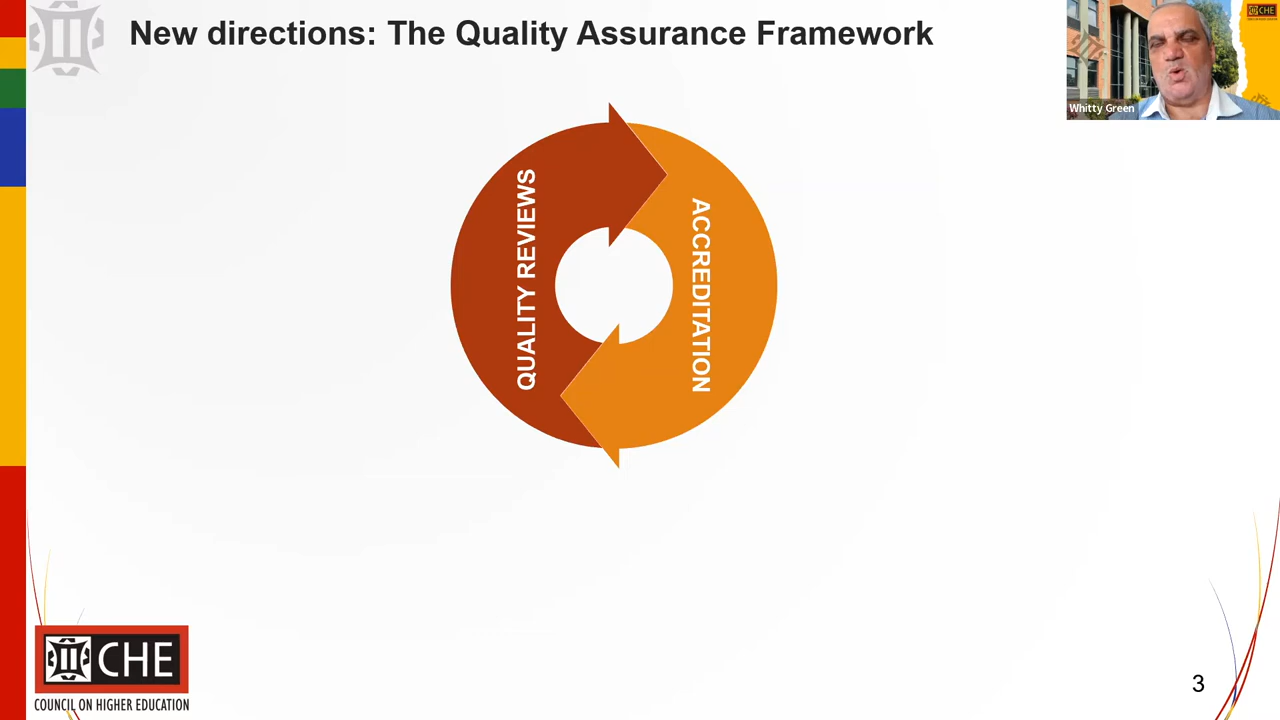 New directions: The Quality Assurance Framework
CHE
Whitty Green
QUALITY REVIEWS
ACCREDITATION
CHE
COUNCIL ON HIGHER EDUCATION
3